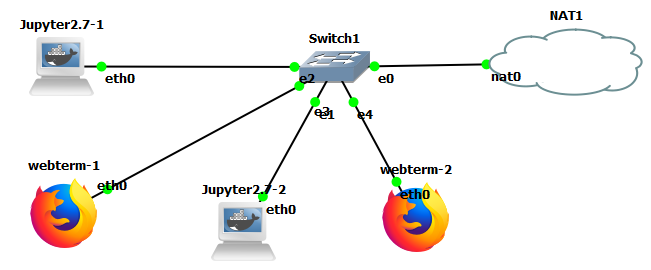 Jupyter2.7-1
Switch1
NAT1
eth0
e2
e0
nat0
e3
e1
e4
webterm-1
eth0
Jupyter2.7-2
eth0
webterm-2
eth0